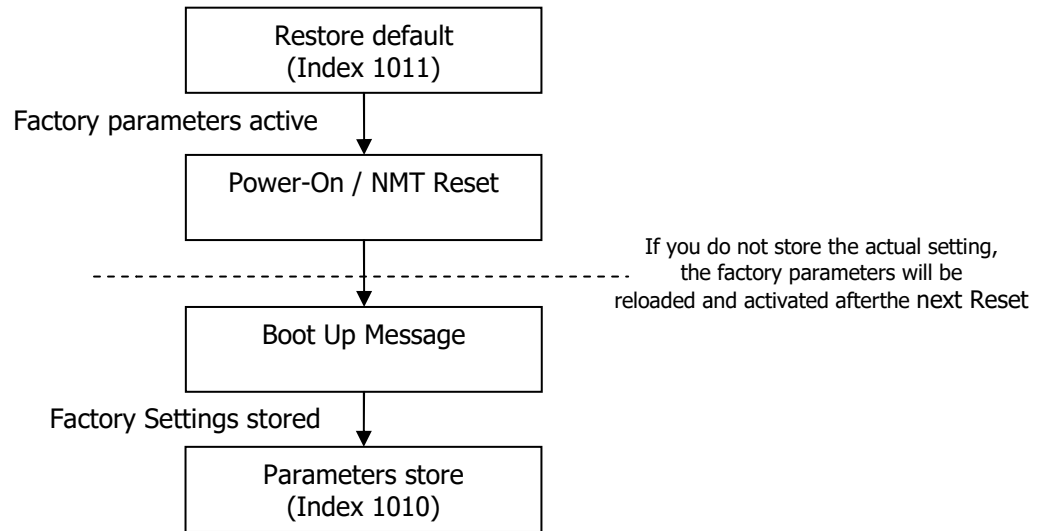 Restore default
(Index 1011)
Factory parameters active
Power-On / NMT Reset
If you do not store the actual setting,
the factory parameters will be
reloaded and activated afterthe next Reset
Boot Up Message
Factory Settings stored
Parameters store
(Index 1010)